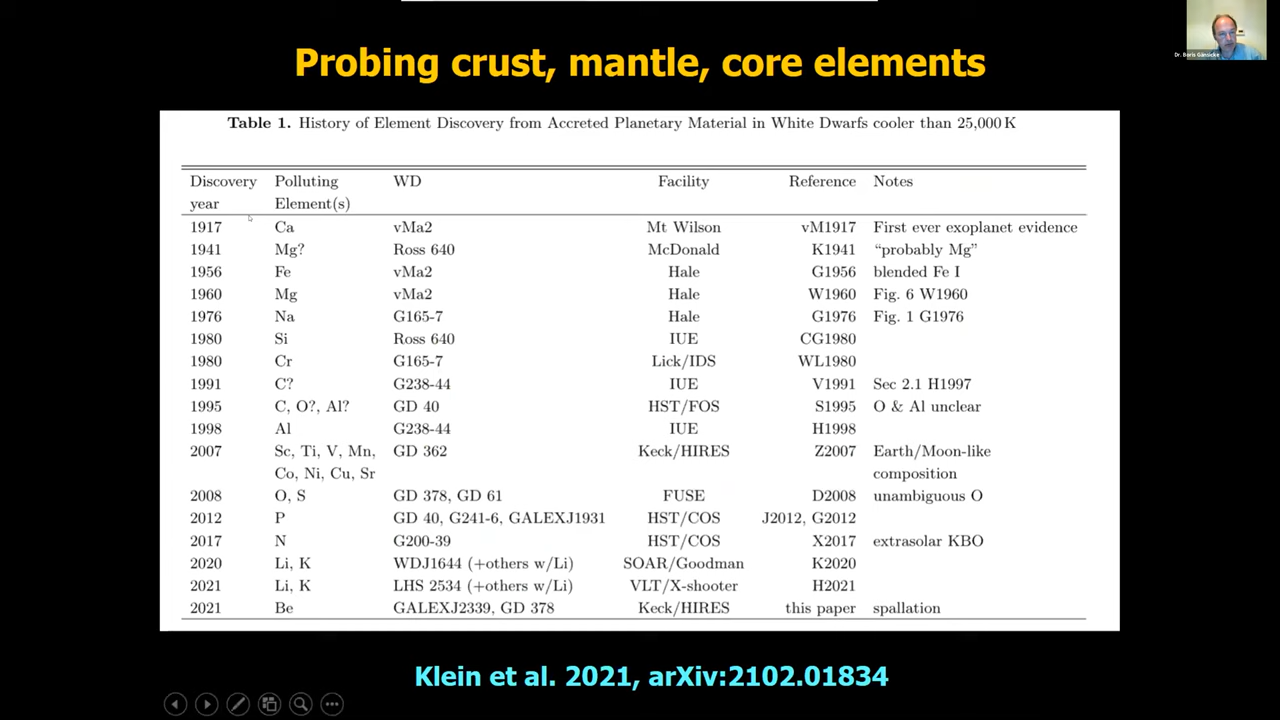 Dr. Boris Gänsicke
Probing crust, mantle, core elements
Table 1. History of Element Discovery from Accreted Planetary Material in White Dwarfs cooler than 25,000 K
Discovery year Polluting Element(s) WD Facility Reference Notes
1917 Ca vMa2 Mt Wilson vM1917 First ever exoplanet evidence
1941 Mg? Ross 640 McDonald K1941 “probably Mg”
1956 Fe vMa2 Hale G1956 blended Fe I
1960 Mg vMa2 Hale W1960 Fig. 6 W1960
1976 Na G165-7 Hale G1976 Fig. 1 G1976
1980 Si Ross 640 IUE CG1980
1980 Cr G165-7 Lick/IDS WL1980
1991 C? G238-44 IUE V1991 Sec 2.1 H1997
1995 C, O?, Al? GD 40 HST/FOS S1995 O & Al unclear
1998 Al G238-44 IUE H1998
2007 Sc, Ti, V, Mn, GD 362 Keck/HIRES Z2007 Earth/Moon-like
Co, Ni, Cu, Sr composition
2008 O, S GD 378, GD 61 FUSE D2008 unambiguous O
2012 P GD 40, G241-6, GALEXJ1931 HST/COS J2012, G2012
2017 N G200-39 HST/COS X2017 extrasolar KBO
2020 Li, K WDJ1644 (+others w/Li) SOAR/Goodman K2020
2021 Li, K LHS 2534 (+others w/Li) VLT/X-shooter H2021
2021 Be GALEXJ2339, GD 378 Keck/HIRES this paper spallation
Klein et al. 2021, arXiv:2102.01834